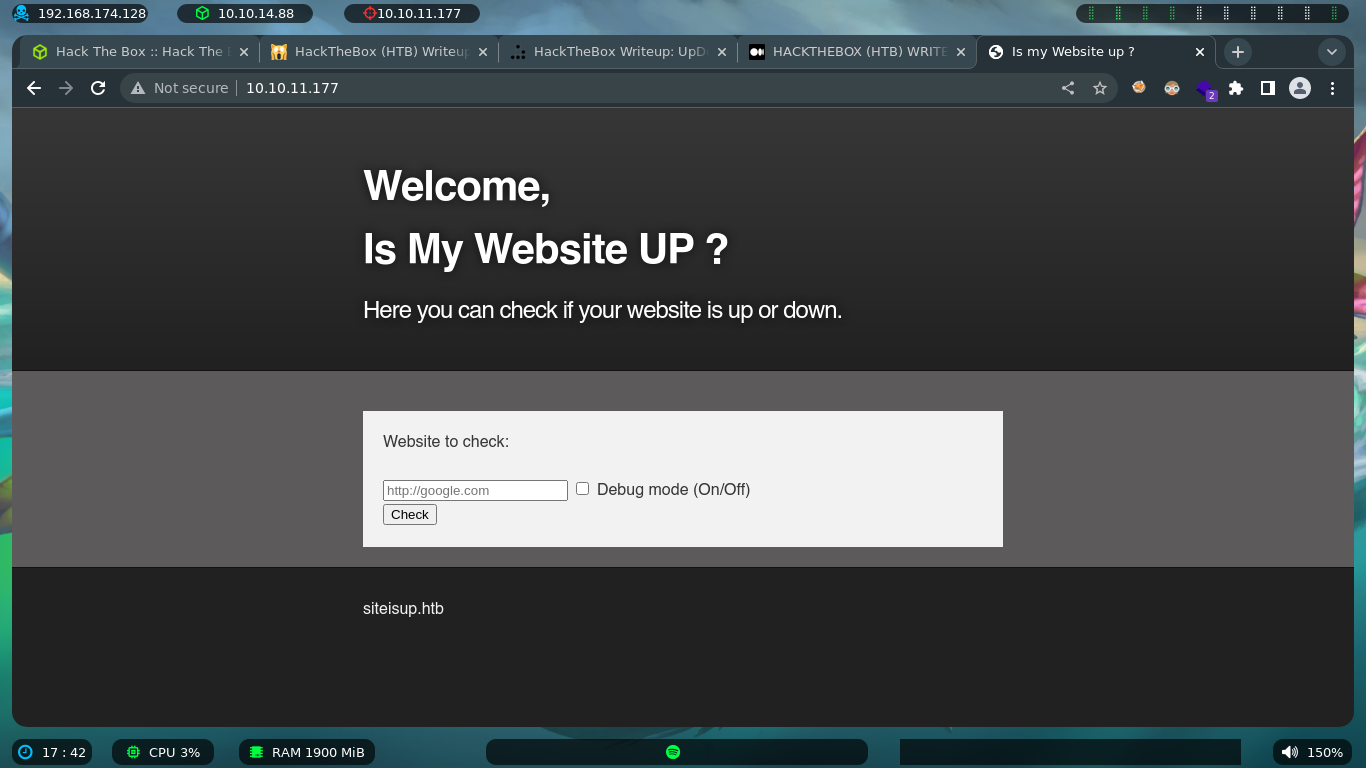 192.168.174.128
10.10.14.88
10.10.11.177
Hack The Box :: Hack The
HackTheBox (HTB) Writeup
HackTheBox Writeup: UpD
HACKTHEBOX (HTB) WRITE
Is my Website up ?
Not secure
10.10.11.177
2
Welcome,
Is My Website UP ?
Here you can check if your website is up or down.
Website to check:
http://google.com
Debug mode (On/Off)
Check
siteisup.htb
17 : 42
CPU 3%
RAM 1900 MiB
150%